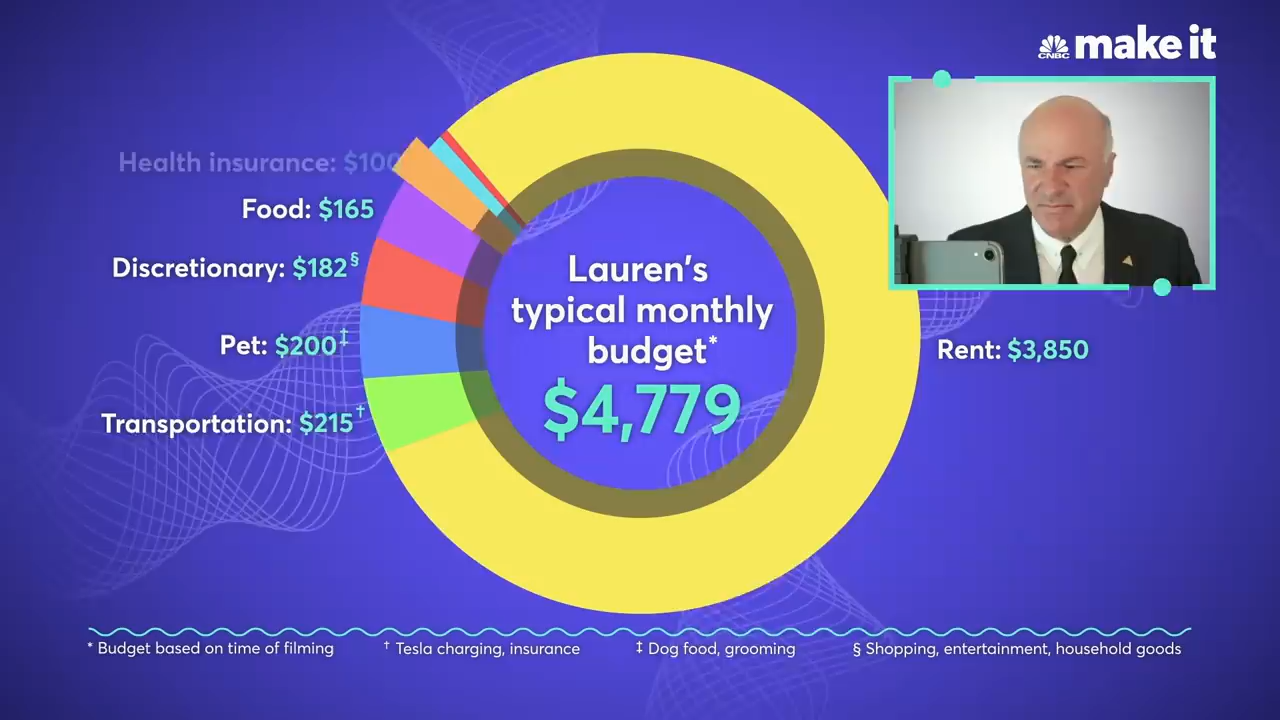 CNBC make it
Health insurance: $100
Food: $165
Discretionary: $182§
Pet: $200‡
Transportation: $215†
Lauren's
typical monthly
budget*
$4,779
Rent: $3,850
* Budget based on time of filming
† Tesla charging, insurance
‡ Dog food, grooming
§ Shopping, entertainment, household goods